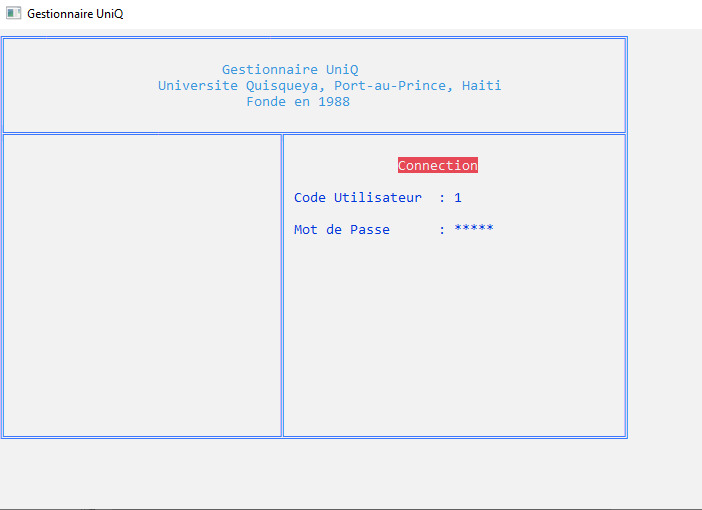 Gestionnaire UniQ
Gestionnaire UniQ
Universite Quisqueya, Port-au-Prince, Haiti
Fonde en 1988
Connection
Code Utilisateur : 1
Mot de Passe : *****